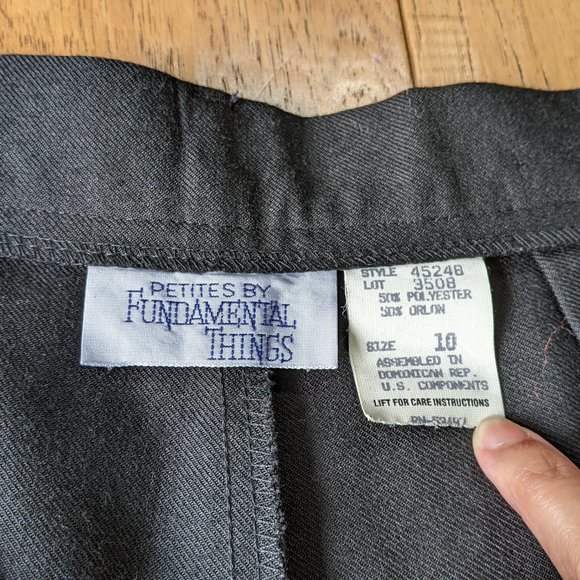 PETITES BY
FUNDAMENTAL
THINGS
STYLE 45248
LOT 3508
50% POLYESTER
50% ORLON
SIZE 10
ASSEMBLED IN
DOMINICAN REP.
U.S. COMPONENTS
LIFT FOR CARE INSTRUCTIONS